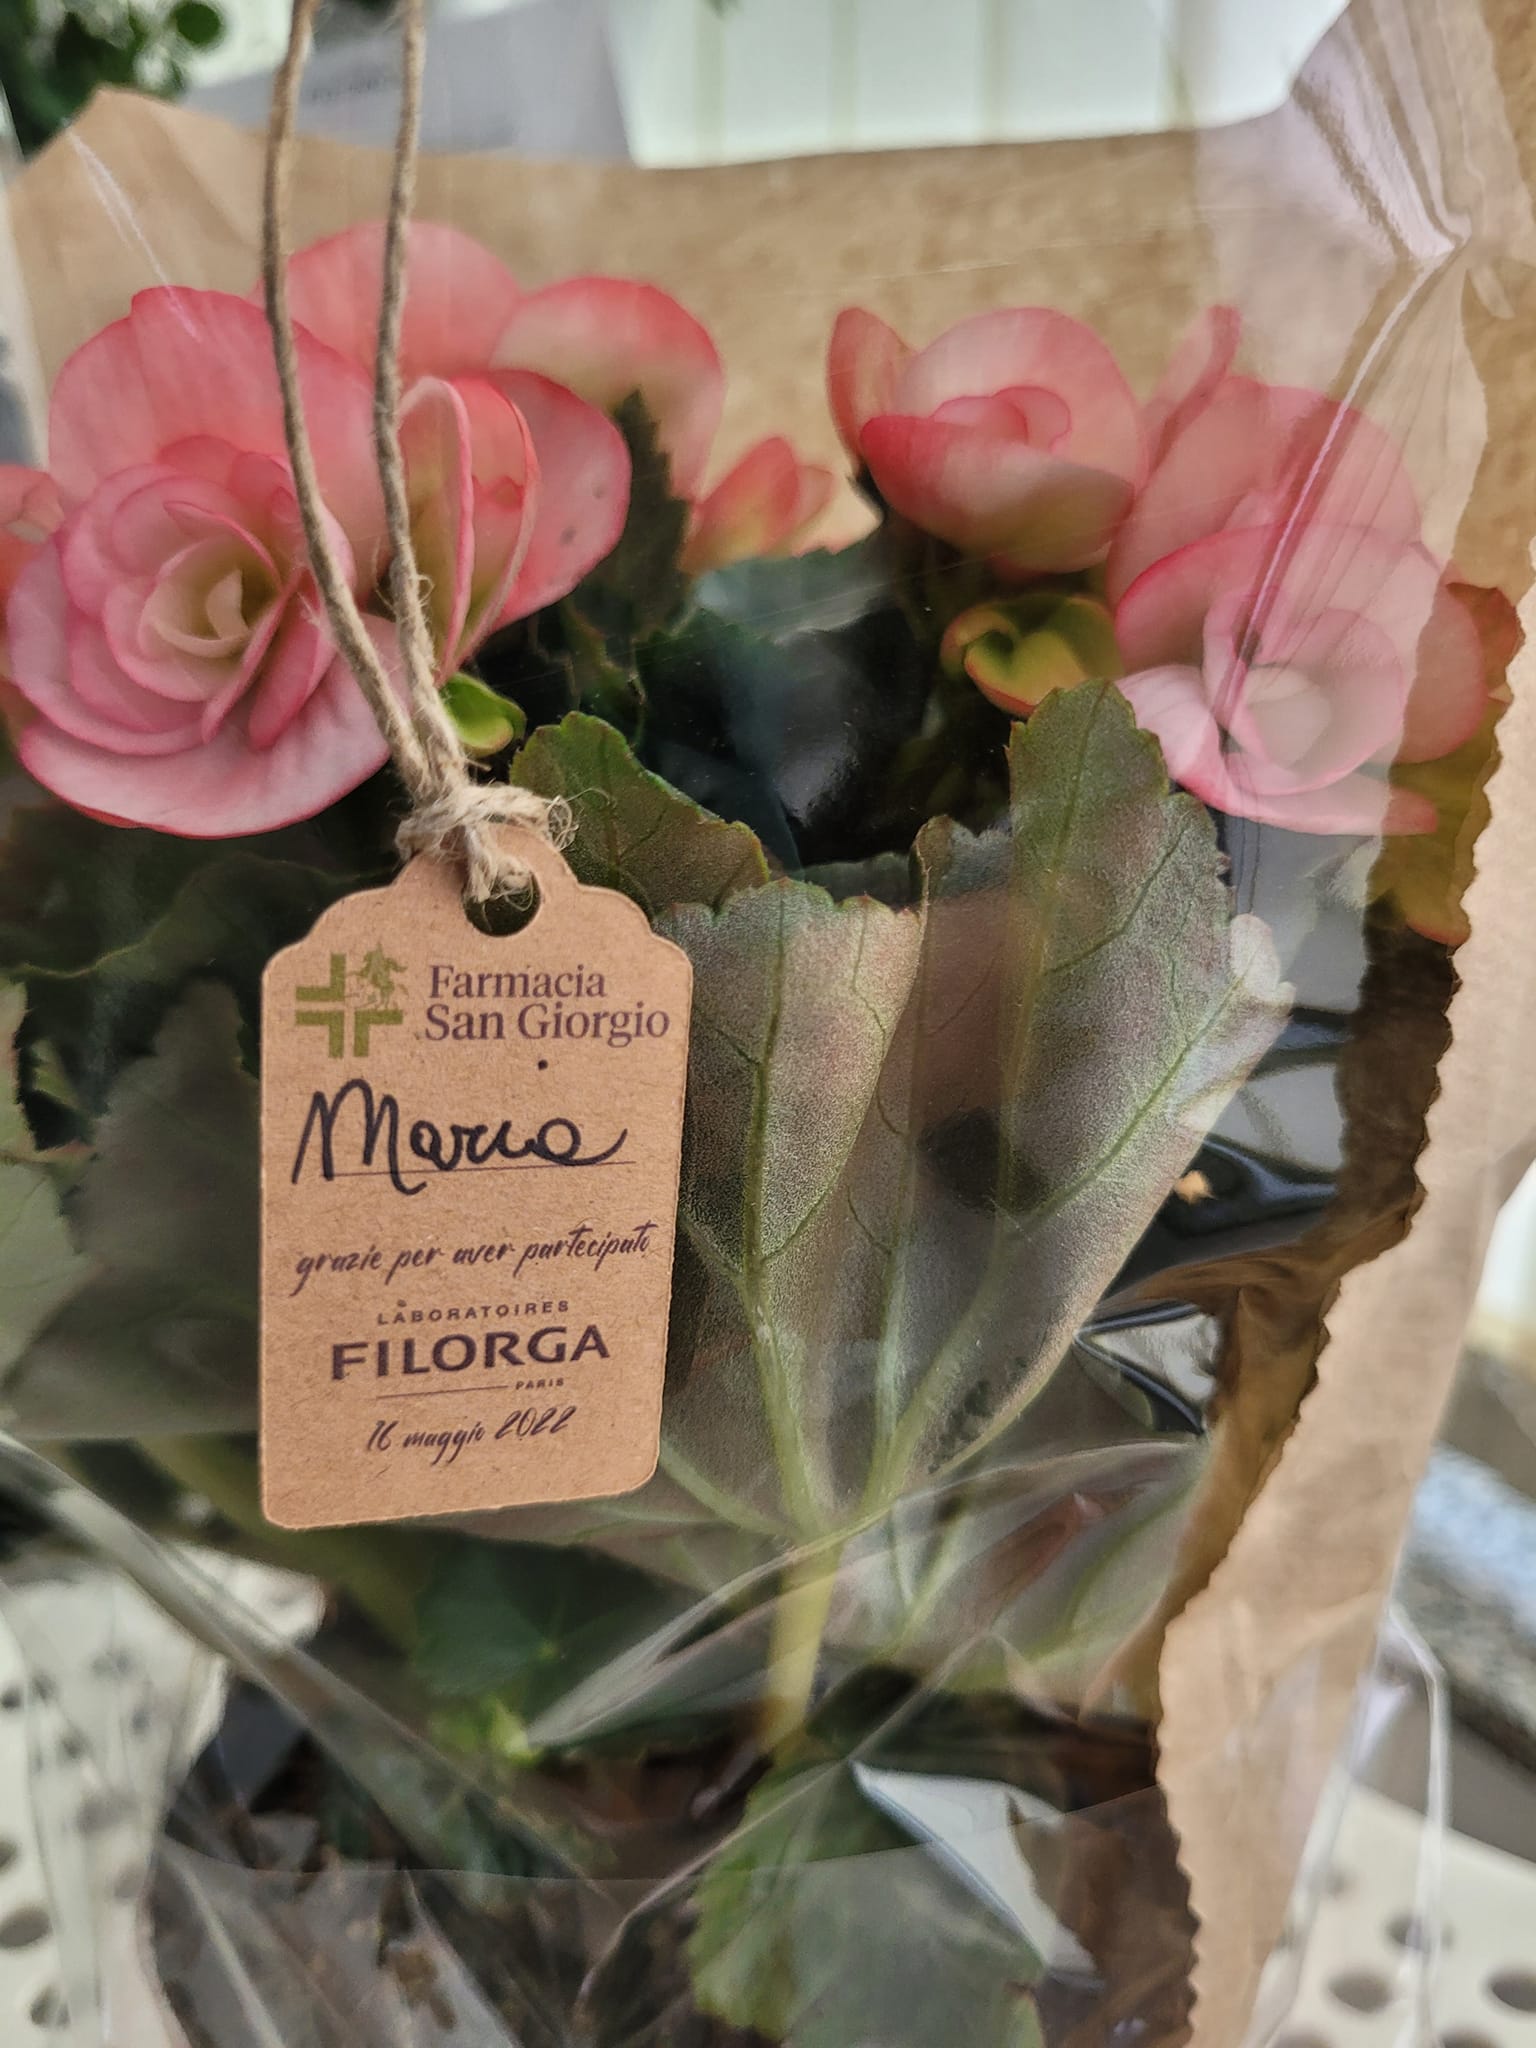 Farmacia
San Giorgio
Maria
grazie per aver partecipato
LABORATOIRES
FILORGA
PARIS
16 maggio 2022